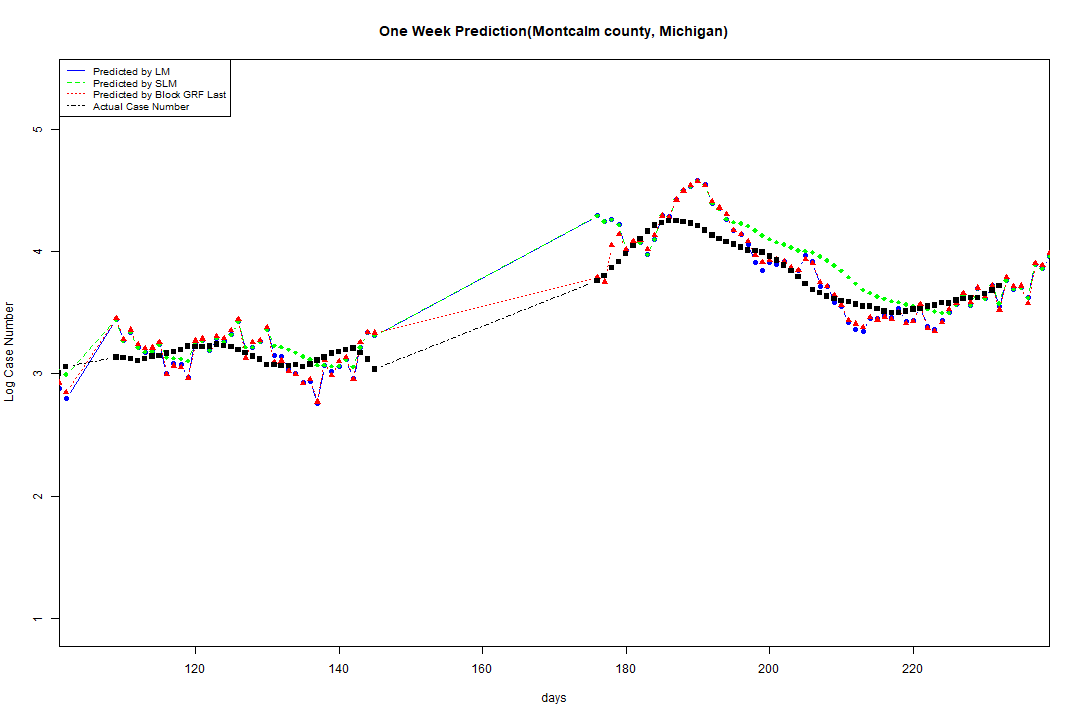 One Week Prediction(Montcalm county, Michigan)
Predicted by LM
Predicted by SLM
Predicted by Block GRF Last
Actual Case Number
5
4
3
2
1
Log Case Number
120 140 160 180 200 220
days